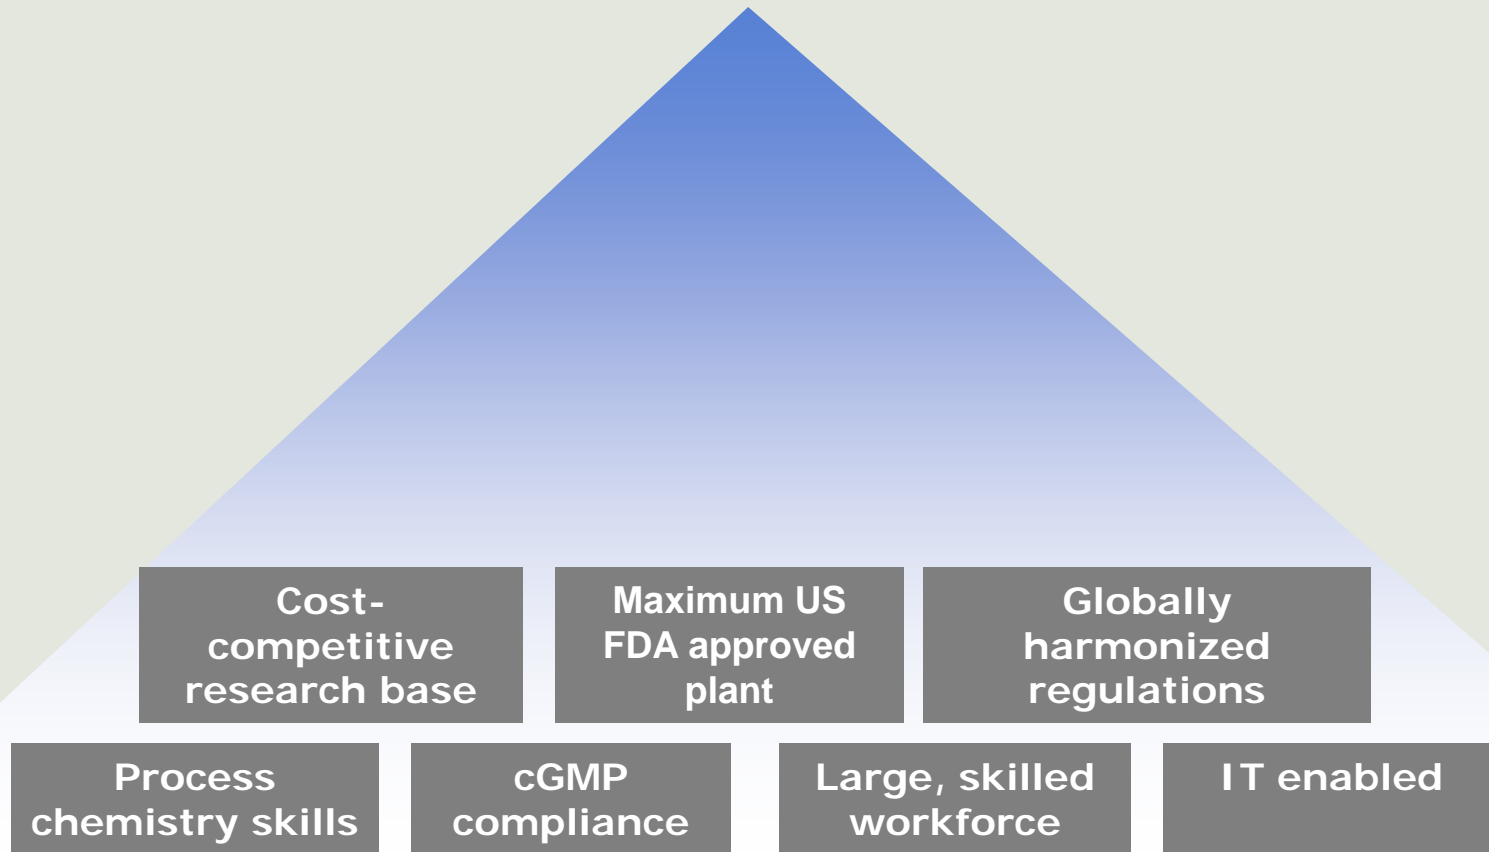 Cost-
competitive
research base
Maximum US
FDA approved
plant
Globally
harmonized
regulations
Process
chemistry skills
cGMP
compliance
Large, skilled
workforce
IT enabled